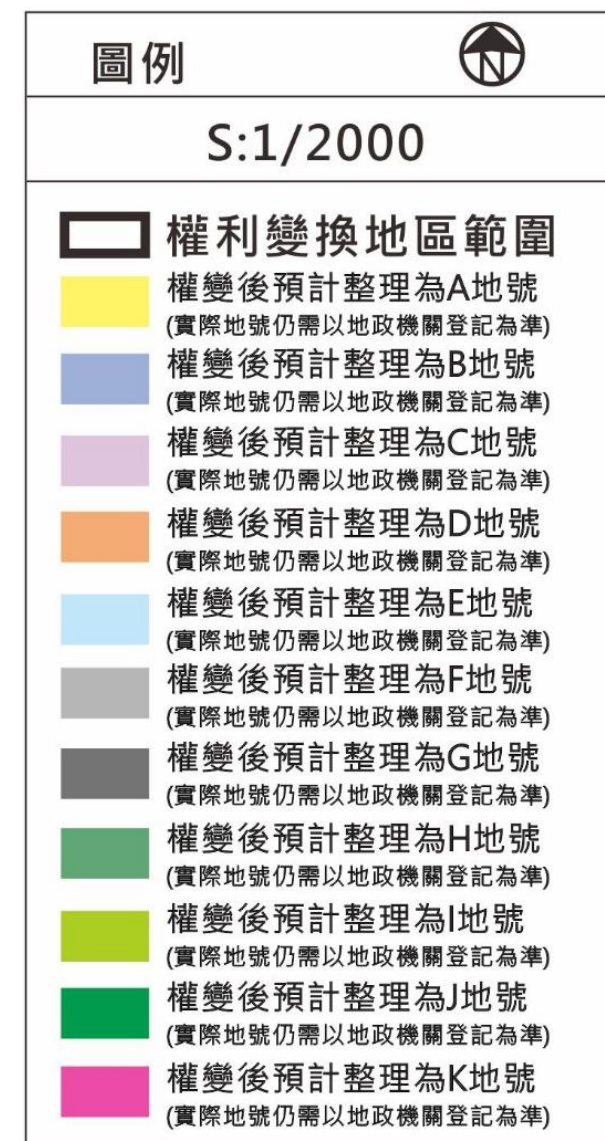 圖例
N
S:1/2000
權利變換地區範圍
權變後預計整理為A地號
(實際地號仍需以地政機關登記為準)
權變後預計整理為B地號
(實際地號仍需以地政機關登記為準)
權變後預計整理為C地號
(實際地號仍需以地政機關登記為準)
權變後預計整理為D地號
(實際地號仍需以地政機關登記為準)
權變後預計整理為E地號
(實際地號仍需以地政機關登記為準)
權變後預計整理為F地號
(實際地號仍需以地政機關登記為準)
權變後預計整理為G地號
(實際地號仍需以地政機關登記為準)
權變後預計整理為H地號
(實際地號仍需以地政機關登記為準)
權變後預計整理為I地號
(實際地號仍需以地政機關登記為準)
權變後預計整理為J地號
(實際地號仍需以地政機關登記為準)
權變後預計整理為K地號
(實際地號仍需以地政機關登記為準)